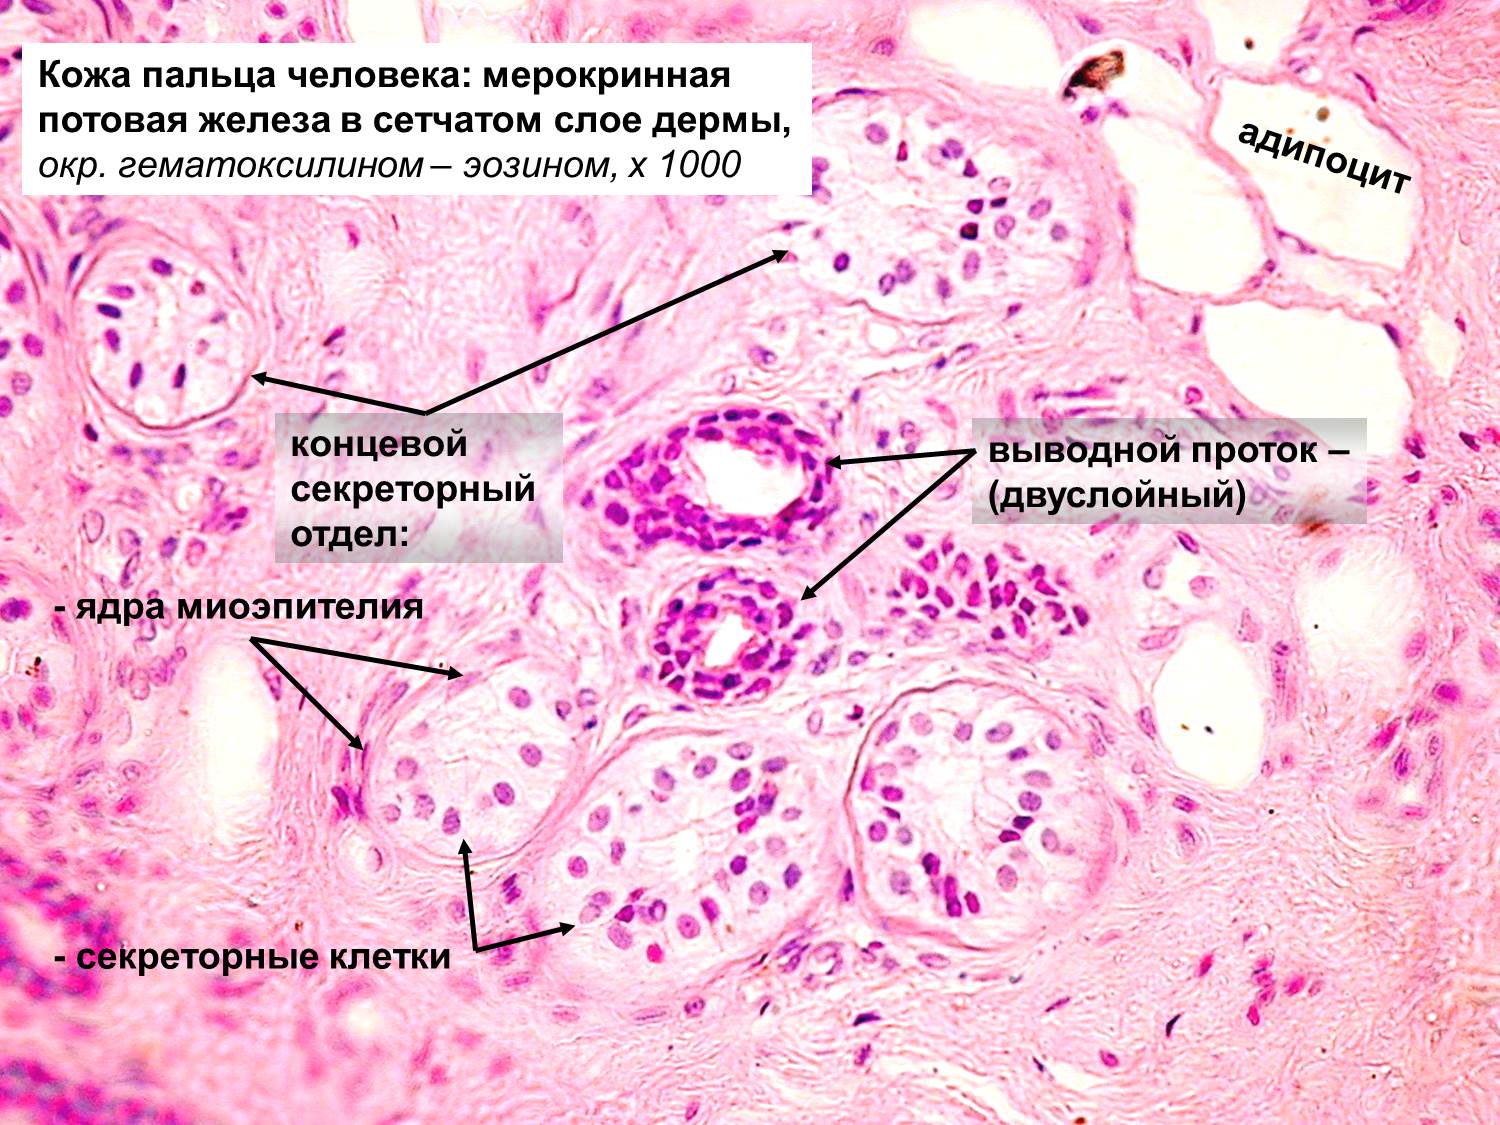 Кожа пальца человека: мерокринная
потовая железа в сетчатом слое дермы,
окр. гематоксилином – эозином, х 1000
адипоцит
концевой
секреторный
отдел:
выводной проток –
(двуслойный)
- ядра миоэпителия
- секреторные клетки